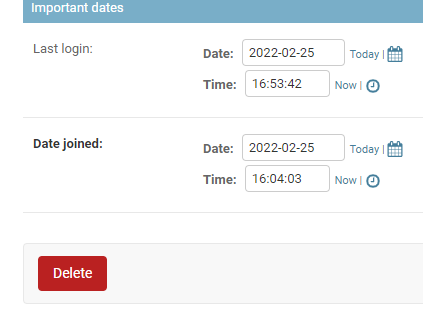 Important dates
Last login: Date: 2022-02-25 Today |
Time: 16:53:42 Now |
Date joined: Date: 2022-02-25 Today |
Time: 16:04:03 Now |
Delete